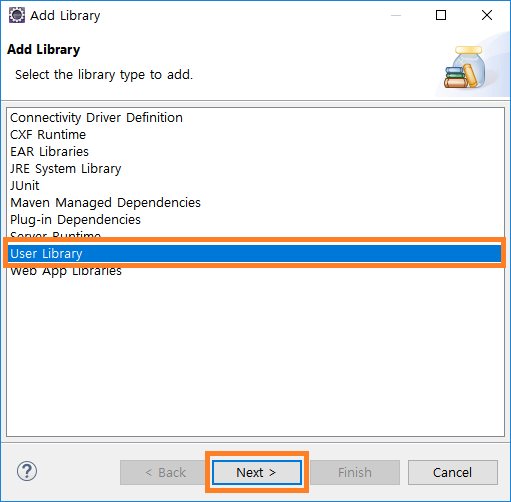 Add Library
Add Library
Select the library type to add.
Connectivity Driver Definition
CXF Runtime
EAR Libraries
JRE System Library
JUnit
Maven Managed Dependencies
Plug-in Dependencies
Server Runtime
User Library
Web App Libraries
?
< Back Next > Finish Cancel